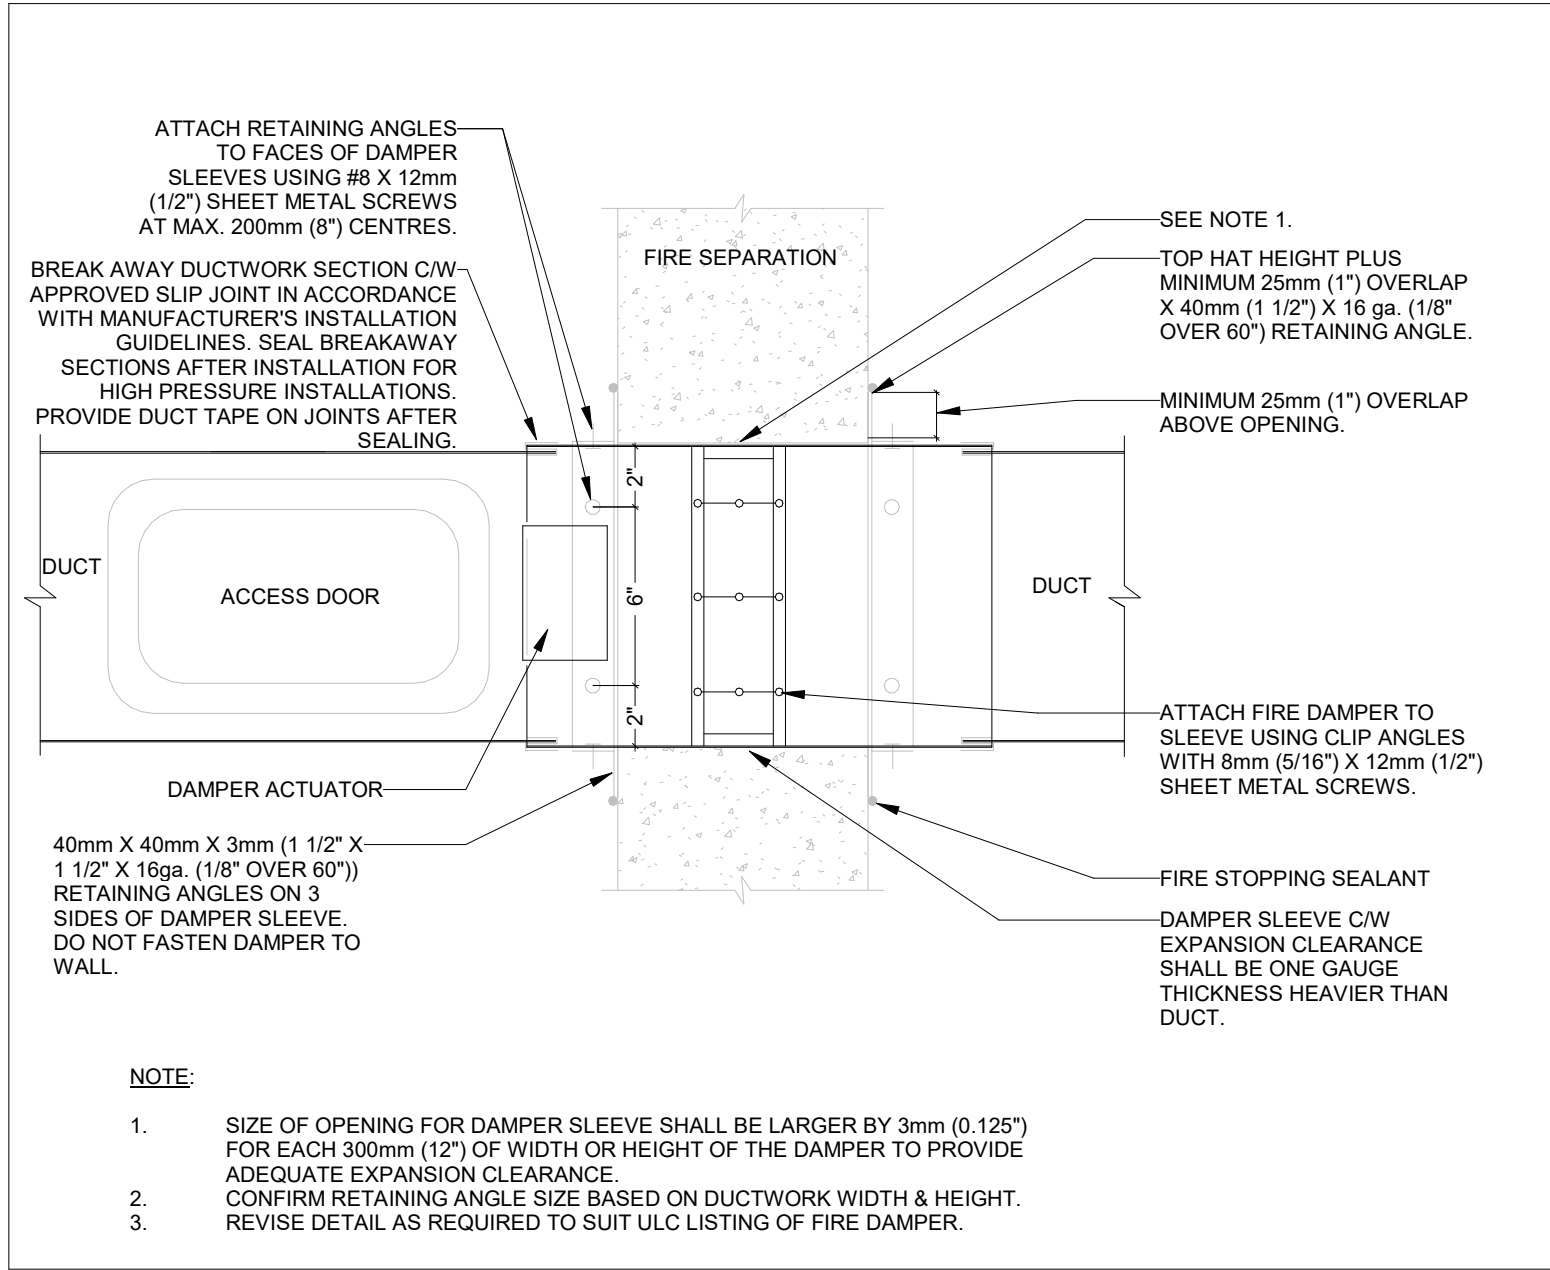 ATTACH RETAINING ANGLES
TO FACES OF DAMPER
SLEEVES USING #8 X 12mm
(1/2") SHEET METAL SCREWS
AT MAX. 200mm (8") CENTRES.
BREAK AWAY DUCTWORK SECTION C/W
APPROVED SLIP JOINT IN ACCORDANCE
WITH MANUFACTURER'S INSTALLATION
GUIDELINES. SEAL BREAKAWAY
SECTIONS AFTER INSTALLATION FOR
HIGH PRESSURE INSTALLATIONS.
PROVIDE DUCT TAPE ON JOINTS AFTER
SEALING.
FIRE SEPARATION
SEE NOTE 1.
TOP HAT HEIGHT PLUS
MINIMUM 25mm (1") OVERLAP
X 40mm (1 1/2") X 16 ga. (1/8"
OVER 60") RETAINING ANGLE.
MINIMUM 25mm (1") OVERLAP
ABOVE OPENING.
DUCT
ACCESS DOOR
2"
6"
2"
DUCT
DAMPER ACTUATOR
40mm X 40mm X 3mm (1 1/2" X
1 1/2" X 16ga. (1/8" OVER 60"))
RETAINING ANGLES ON 3
SIDES OF DAMPER SLEEVE.
DO NOT FASTEN DAMPER TO
WALL.
ATTACH FIRE DAMPER TO
SLEEVE USING CLIP ANGLES
WITH 8mm (5/16") X 12mm (1/2")
SHEET METAL SCREWS.
FIRE STOPPING SEALANT
DAMPER SLEEVE C/W
EXPANSION CLEARANCE
SHALL BE ONE GAUGE
THICKNESS HEAVIER THAN
DUCT.
NOTE:
1. SIZE OF OPENING FOR DAMPER SLEEVE SHALL BE LARGER BY 3mm (0.125")
FOR EACH 300mm (12") OF WIDTH OR HEIGHT OF THE DAMPER TO PROVIDE
ADEQUATE EXPANSION CLEARANCE.
2. CONFIRM RETAINING ANGLE SIZE BASED ON DUCTWORK WIDTH & HEIGHT.
3. REVISE DETAIL AS REQUIRED TO SUIT ULC LISTING OF FIRE DAMPER.